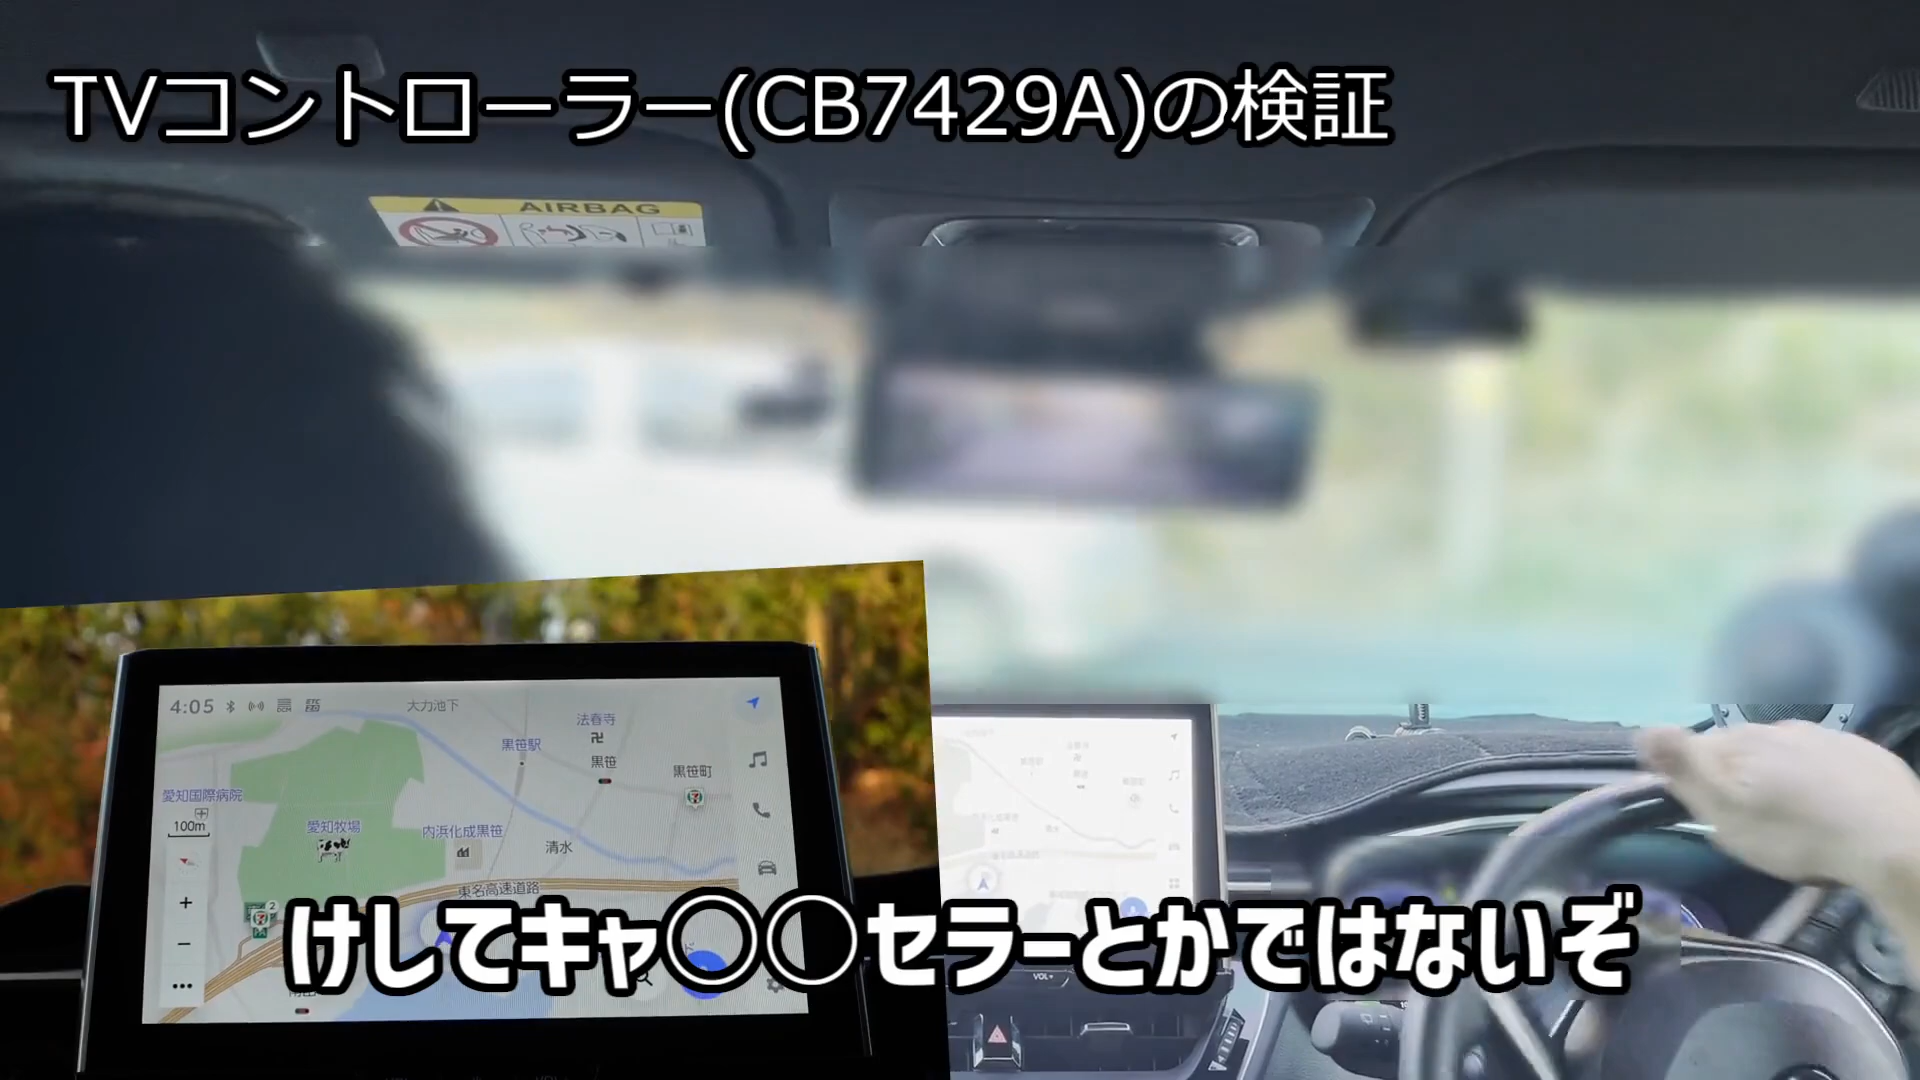 TVコントローラー(CB7429A)の検証
AIRBAG
4:05
大力池下
法春寺
黒笹駅
黒笹
黒笹町
愛知国際病院
100m
愛知牧場
内浜化成黒笹
清水
東名高速道路
2
けしてキャ◯◯セラーとかではないぞ
VOL+